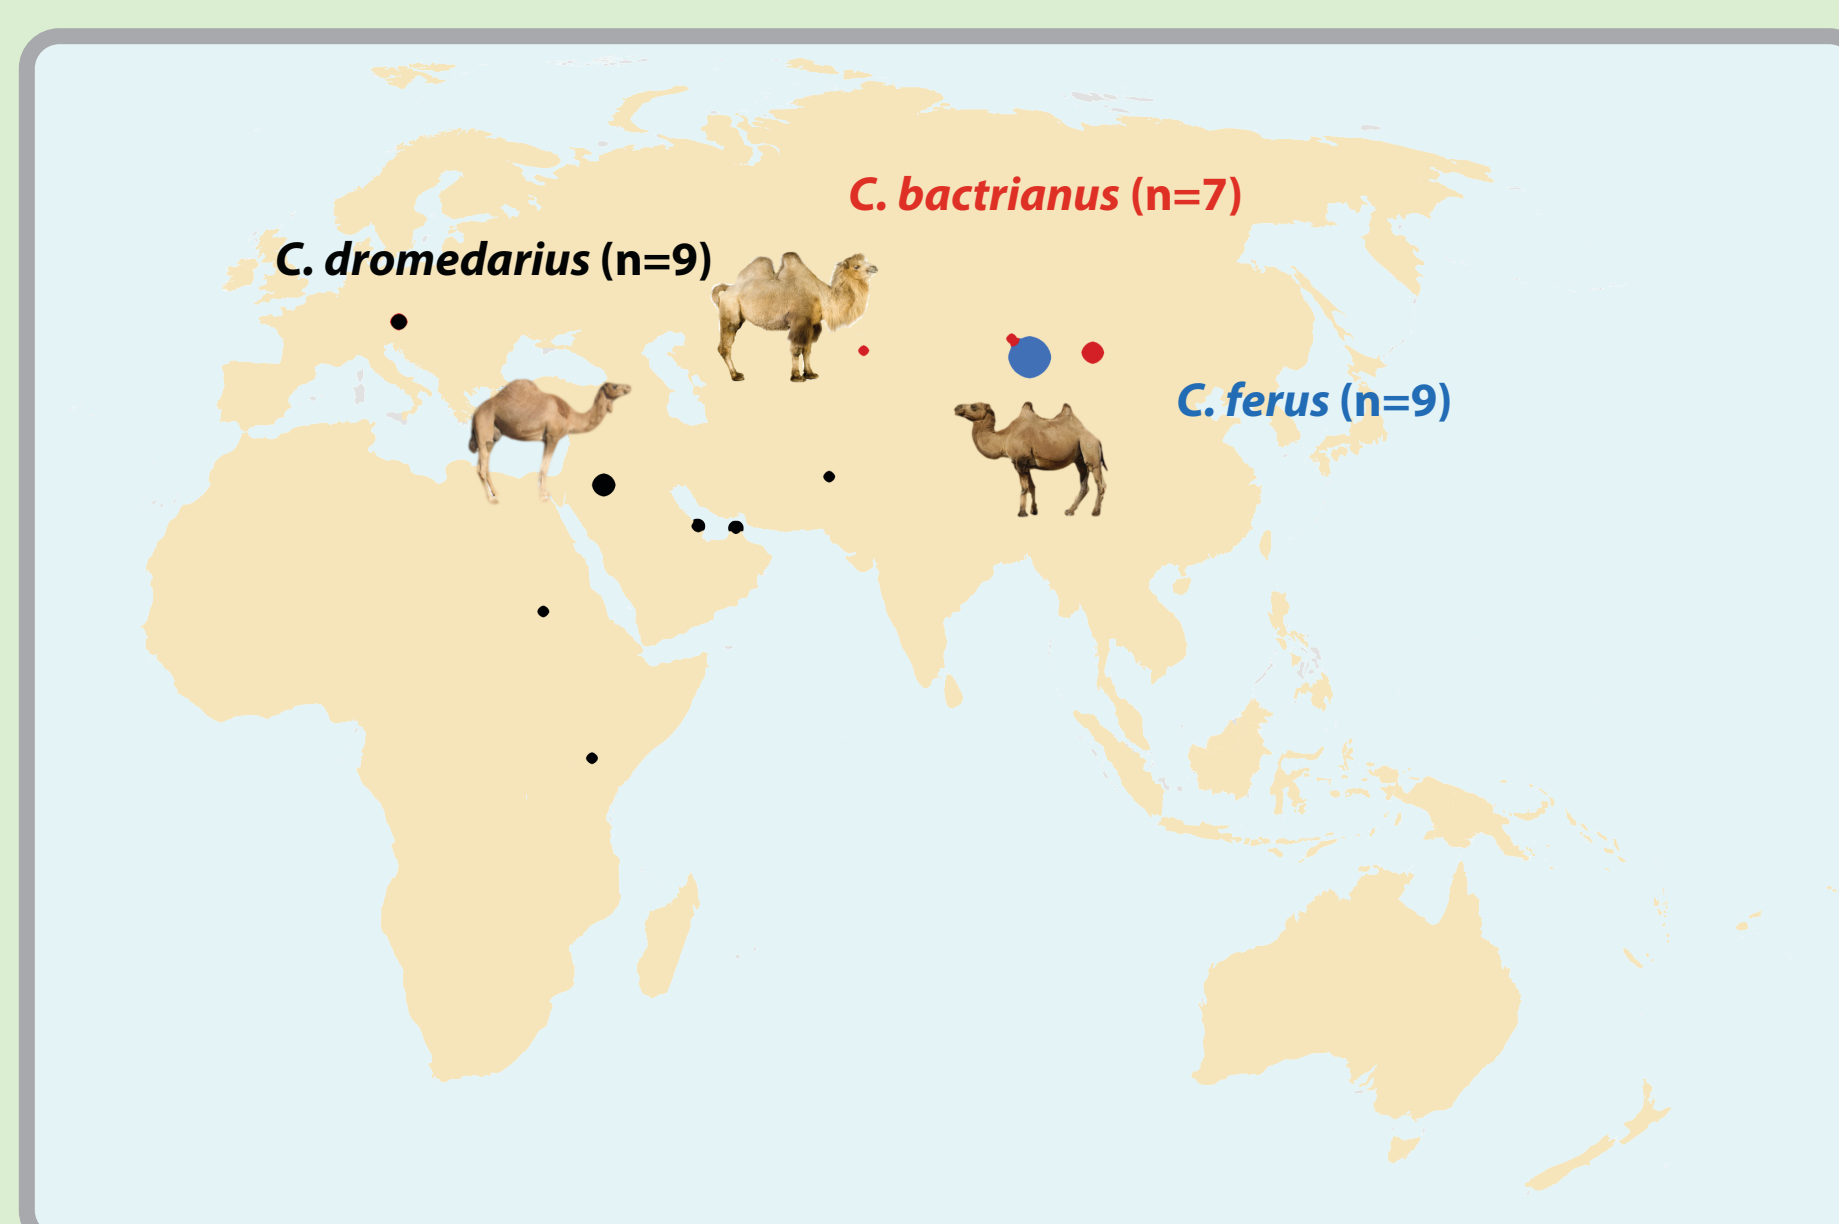 C. bactrianus (n=7)
C. dromedarius (n=9)
C. ferus (n=9)